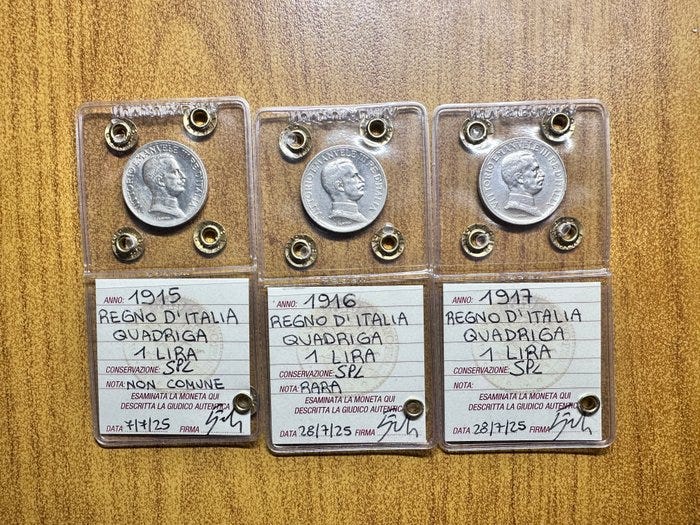 VITTORIO EMANUELE III RE D'ITALIA
ANNO: 1915
REGNO D'ITALIA
QUADRIGA
1 LIRA
CONSERVAZIONE: SPL
NOTA: NON COMUNE
ESAMINATA LA MONETA QUI
DESCRITTA LA GIUDICO AUTENTICA
DATA 7/7/25 FIRMA
VITTORIO EMANUELE III RE D'ITALIA
ANNO: 1916
REGNO D'ITALIA
QUADRIGA
1 LIRA
CONSERVAZIONE: SPL
NOTA: RARA
ESAMINATA LA MONETA QUI
DESCRITTA LA GIUDICO AUTENTICA
DATA 28/7/25 FIRMA
VITTORIO EMANUELE III RE D'ITALIA
ANNO: 1917
REGNO D'ITALIA
QUADRIGA
1 LIRA
CONSERVAZIONE: SPL
NOTA:
ESAMINATA LA MONETA QUI
DESCRITTA LA GIUDICO AUTENTICA
DATA 28/7/25 FIRMA